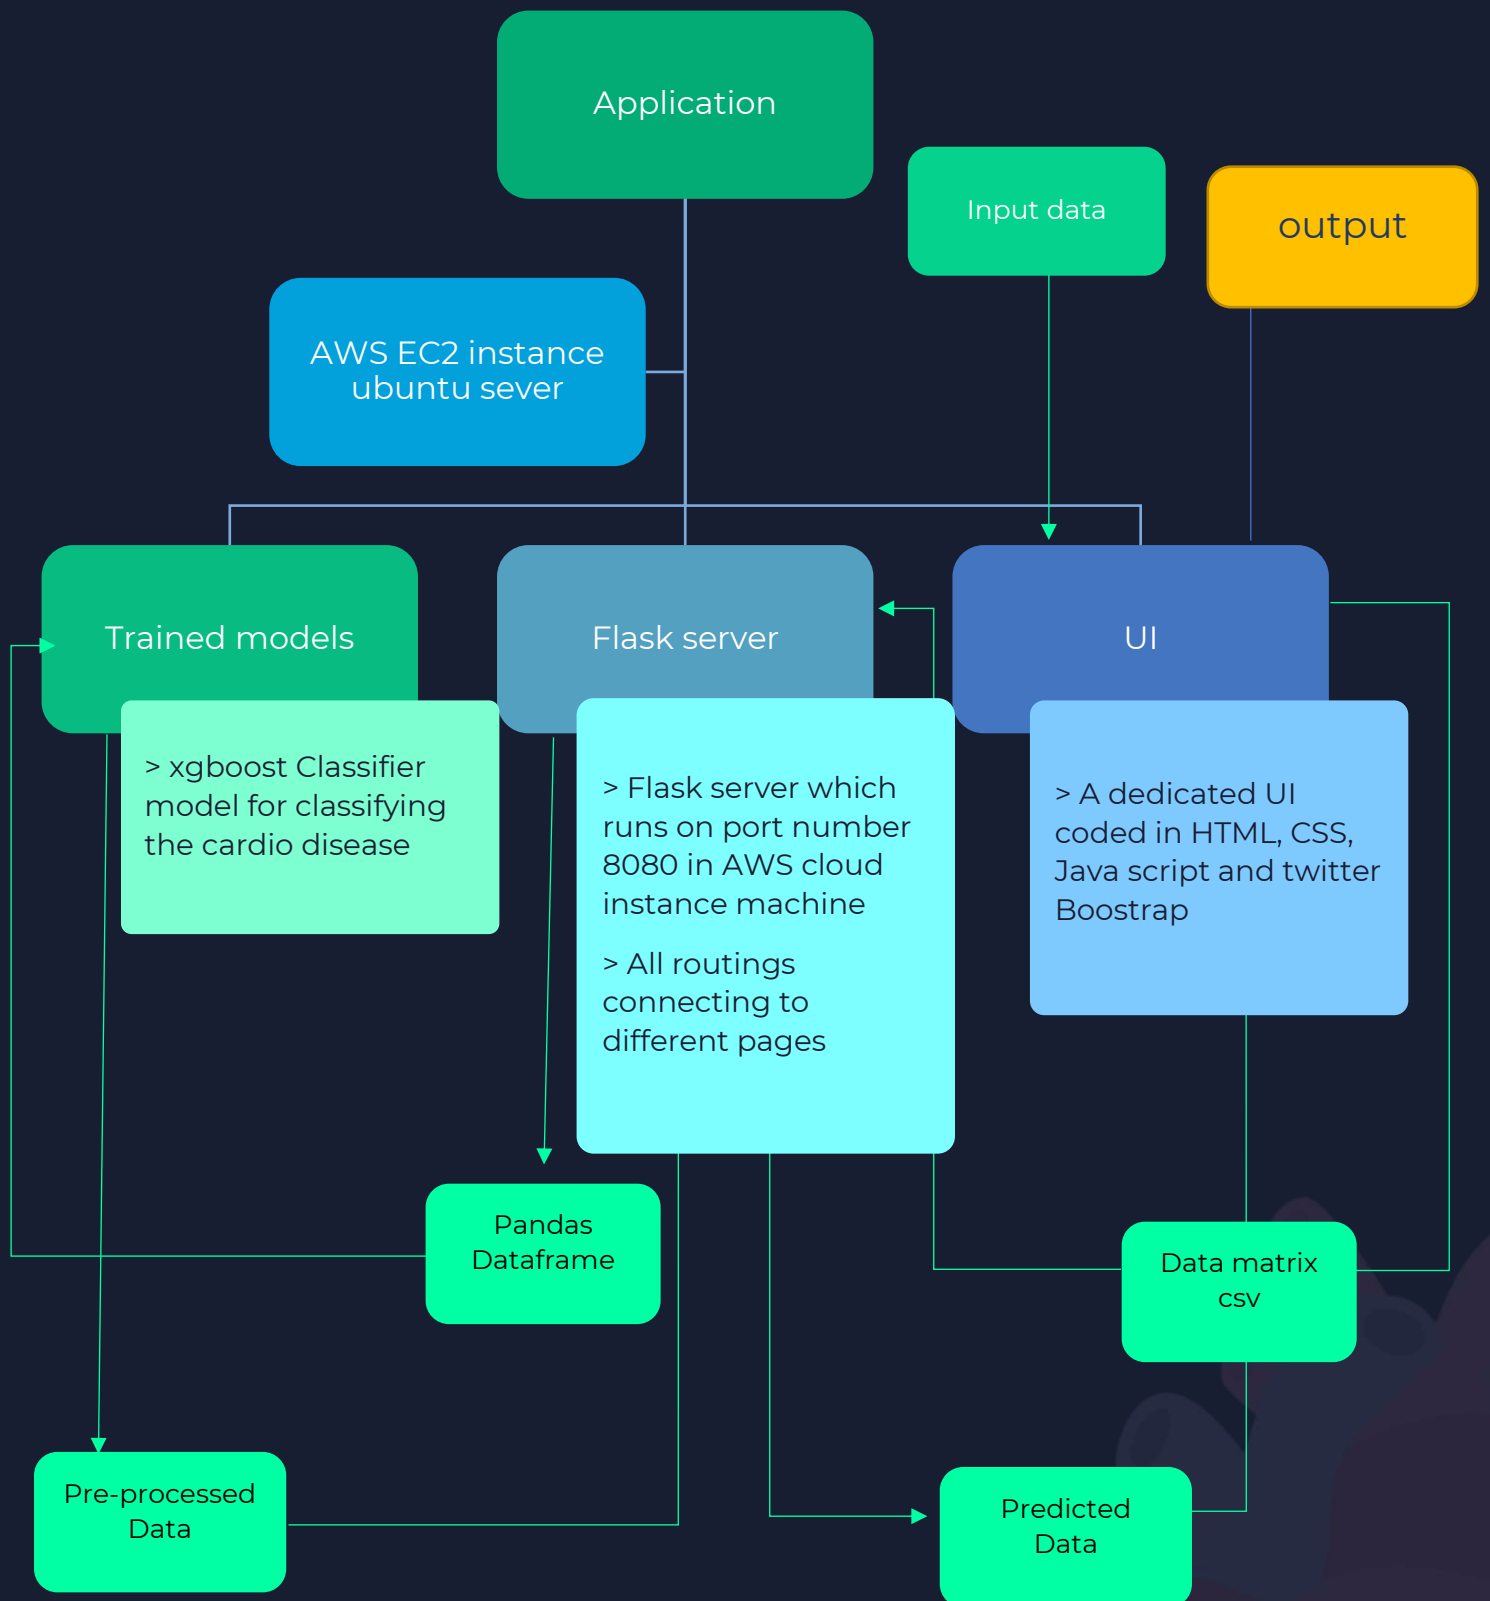 Application
Input data
output
AWS EC2 instance
ubuntu sever
Trained models
Flask server
UI
> xgboost Classifier
model for classifying
the cardio disease
> Flask server which
runs on port number
8080 in AWS cloud
instance machine
> All routings
connecting to
different pages
> A dedicated UI
coded in HTML, CSS,
Java script and twitter
Boostrap
Pandas
Dataframe
Data matrix
csv
Pre-processed
Data
Predicted
Data